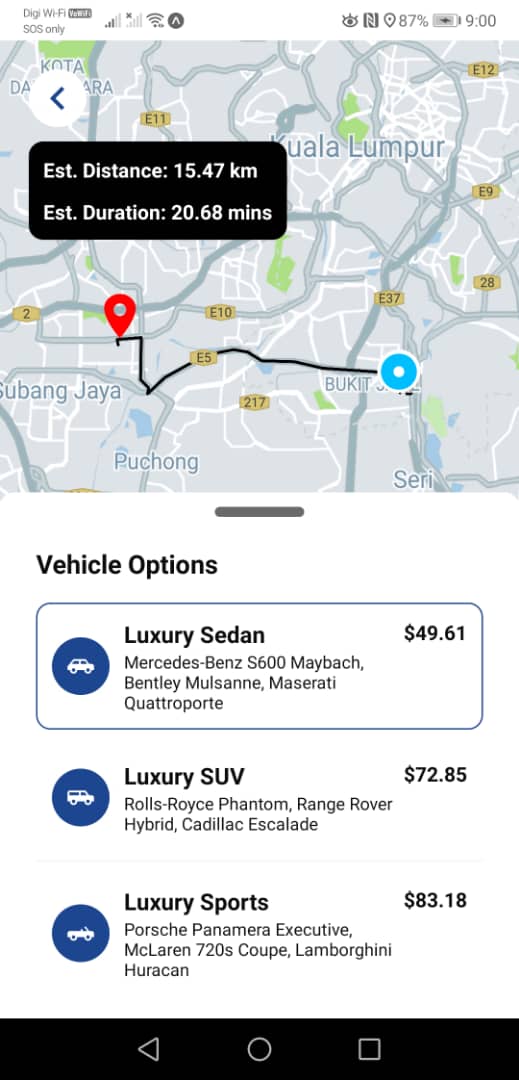 Digi Wi-Fi VoWiFi
SOS only
87%
9:00
KOTA
DA ARA
E12
E11
Kuala Lumpur
Est. Distance: 15.47 km
Est. Duration: 20.68 mins
E9
28
E37
2
E10
E5
BUKIT
Subang Jaya
217
Puchong
Seri
Vehicle Options
Luxury Sedan
$49.61
Mercedes-Benz S600 Maybach,
Bentley Mulsanne, Maserati
Quattroporte
Luxury SUV
$72.85
Rolls-Royce Phantom, Range Rover
Hybrid, Cadillac Escalade
Luxury Sports
$83.18
Porsche Panamera Executive,
McLaren 720s Coupe, Lamborghini
Huracan